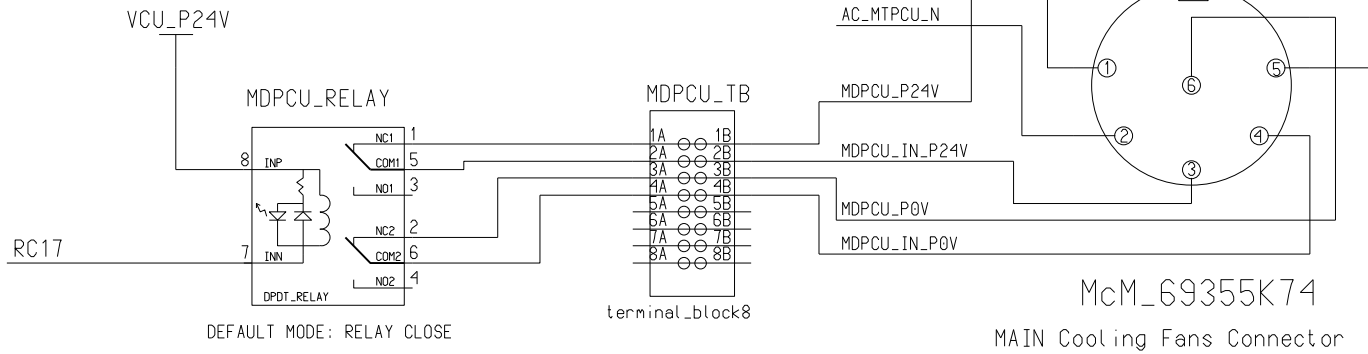 VCU_P24V
AC_MTPCU_N
MDPCU_RELAY
MDPCU_TB
MDPCU_P24V
1
5
6
NC1 1
1A 1B
2 4
8 INP
COM1 5
2A 2B
MDPCU_IN_P24V
3A 3B
3
NO1 3
4A 4B
5A 5B
MDPCU_P0V
6A 6B
NC2 2
7A 7B
MDPCU_IN_P0V
RC17
7 INN
COM2 6
8A 8B
NO2 4
DPDT_RELAY
McM_69355K74
terminal_block8
DEFAULT MODE: RELAY CLOSE
MAIN Cooling Fans Connector